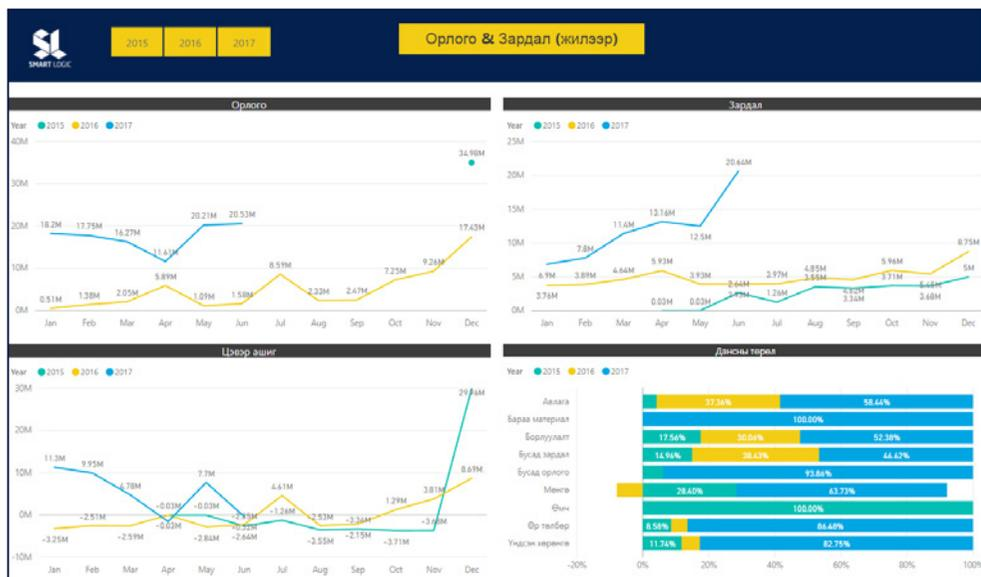 SMART LOGIC
2015 2016 2017
Орлого & Зардал (жилээр)
Орлого
Year 2015 2016 2017
40M
34.98M
30M
20M
18.2M 17.75M 16.27M 11.61M 20.21M 20.53M
17.43M
10M
0.51M 1.38M 2.05M 5.89M 1.09M 1.58M 8.59M 2.33M 2.47M 7.25M 9.26M
0M
Jan Feb Mar Apr May Jun Jul Aug Sep Oct Nov Dec
Зардал
Year 2015 2016 2017
25M
20.64M
20M
15M
13.16M
11.4M 12.5M
10M
6.9M 7.8M
8.75M
5M
3.76M 3.89M 4.64M 5.93M 3.93M 2.64M 3.97M 4.85M 5.96M
0.03M 0.03M 1.26M 3.55M 3.34M 3.71M 3.68M 5M
0M
Jan Feb Mar Apr May Jun Jul Aug Sep Oct Nov Dec
Цэвэр ашиг
Year 2015 2016 2017
30M
20M
11.3M 9.95M 4.78M 7.7M
10M
4.61M 1.29M 3.81M 8.69M
0M
-0.03M -0.03M -1.26M
-0.03M
-3.25M -2.51M -2.59M -2.84M -2.64M -2.53M -2.15M -3.71M
-3.55M
-10M
Jan Feb Mar Apr May Jun Jul Aug Sep Oct Nov Dec
Дансны төрөл
Year 2015 2016 2017
Авлага 37.36% 58.44%
Бараа материал 100.00%
Борлуулалт 17.56% 30.06% 52.38%
Бусад зардал 14.96% 38.43% 44.62%
Бусад орлого 93.86%
Мөнгө 28.40% 63.73%
Өмч 100.00%
Өр төлбөр 8.58% 86.48%
Үндсэн хөрөнгө 11.74% 82.75%
-20% 0% 20% 40% 60% 80% 100%